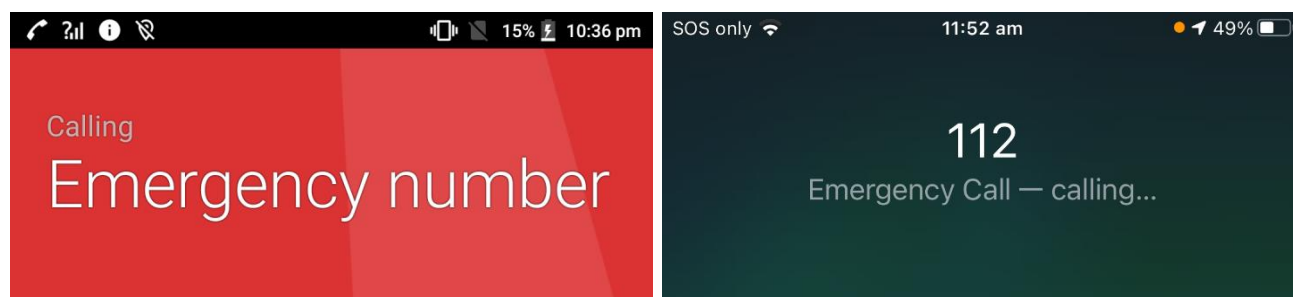 15% 10:36 pm
Calling
Emergency number
SOS only 11:52 am 49%
112
Emergency Call — calling...